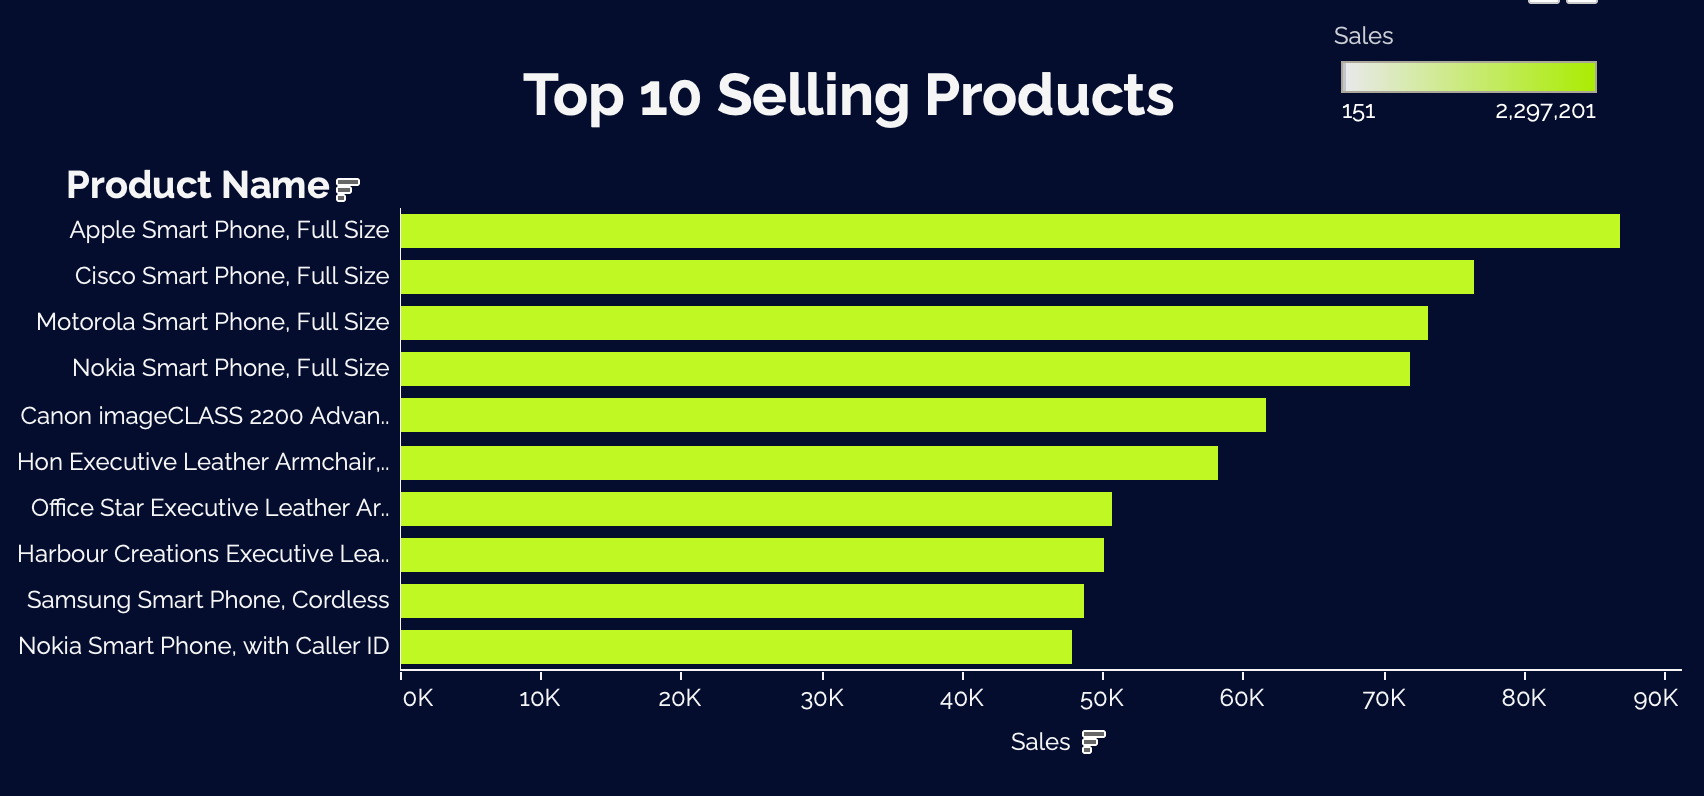 Sales
151 2,297,201
Top 10 Selling Products
Product Name
Apple Smart Phone, Full Size
Cisco Smart Phone, Full Size
Motorola Smart Phone, Full Size
Nokia Smart Phone, Full Size
Canon imageCLASS 2200 Advan..
Hon Executive Leather Armchair,..
Office Star Executive Leather Ar..
Harbour Creations Executive Lea..
Samsung Smart Phone, Cordless
Nokia Smart Phone, with Caller ID
0K 10K 20K 30K 40K 50K 60K 70K 80K 90K
Sales